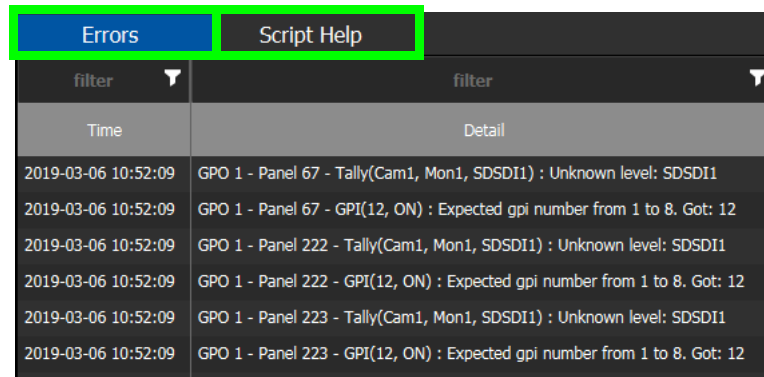 Errors Script Help
filter filter
Time Detail
2019-03-06 10:52:09 GPO 1 - Panel 67 - Tally(Cam1, Mon1, SDSDI1) : Unknown level: SDSDI1
2019-03-06 10:52:09 GPO 1 - Panel 67 - GPI(12, ON) : Expected gpi number from 1 to 8. Got: 12
2019-03-06 10:52:09 GPO 1 - Panel 222 - Tally(Cam1, Mon1, SDSDI1) : Unknown level: SDSDI1
2019-03-06 10:52:09 GPO 1 - Panel 222 - GPI(12, ON) : Expected gpi number from 1 to 8. Got: 12
2019-03-06 10:52:09 GPO 1 - Panel 223 - Tally(Cam1, Mon1, SDSDI1) : Unknown level: SDSDI1
2019-03-06 10:52:09 GPO 1 - Panel 223 - GPI(12, ON) : Expected gpi number from 1 to 8. Got: 12